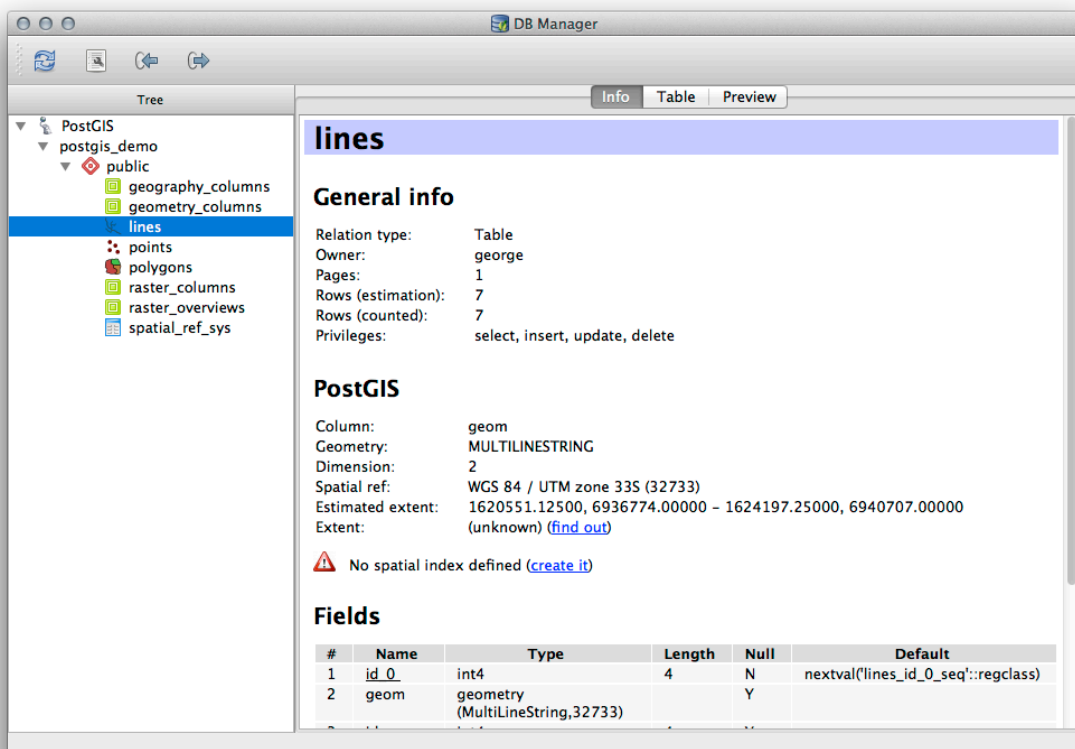 DB Manager
Tree
Info Table Preview
PostGIS
postgis_demo
public
geography_columns
geometry_columns
lines
points
polygons
raster_columns
raster_overviews
spatial_ref_sys
lines
General info
Relation type: Table
Owner: george
Pages: 1
Rows (estimation): 7
Rows (counted): 7
Privileges: select, insert, update, delete
PostGIS
Column: geom
Geometry: MULTILINESTRING
Dimension: 2
Spatial ref: WGS 84 / UTM zone 33S (32733)
Estimated extent: 1620551.12500, 6936774.00000 - 1624197.25000, 6940707.00000
Extent: (unknown) (find out)
No spatial index defined (create it)
Fields
# Name Type Length Null Default
1 id_0 int4 4 N nextval('lines_id_0_seq'::regclass)
2 geom geometry (MultiLineString,32733) Y